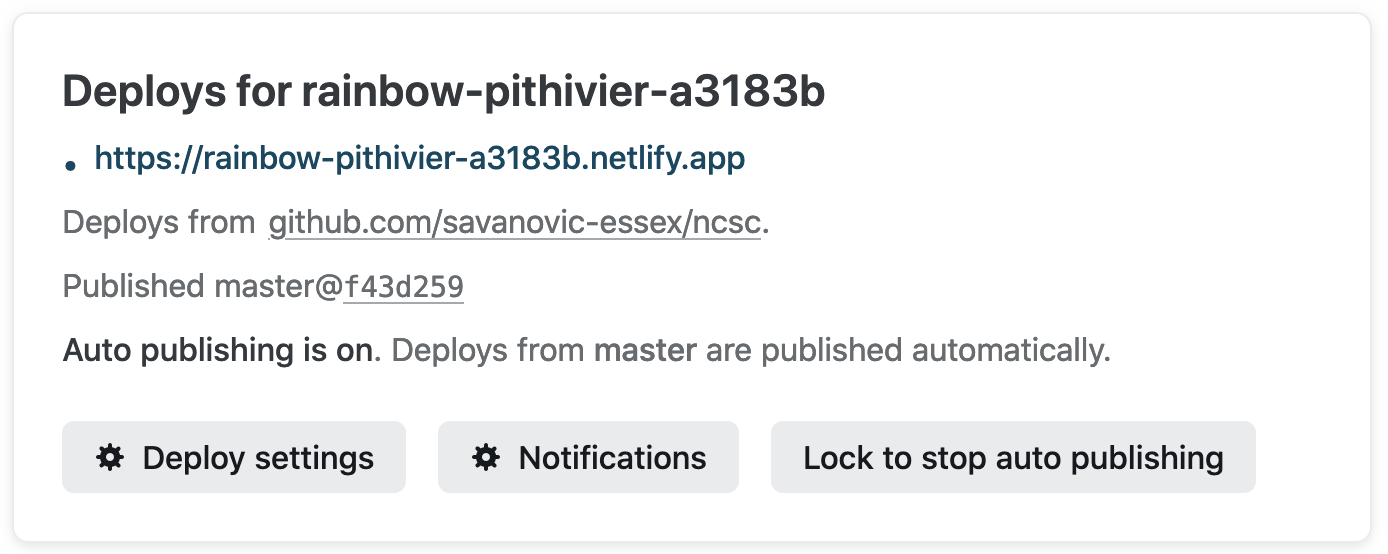 Deploys for rainbow-pithivier-a3183b
• https://rainbow-pithivier-a3183b.netlify.app
Deploys from github.com/savanovic-essex/ncsc.
Published master@f43d259
Auto publishing is on. Deploys from master are published automatically.
Deploy settings Notifications Lock to stop auto publishing